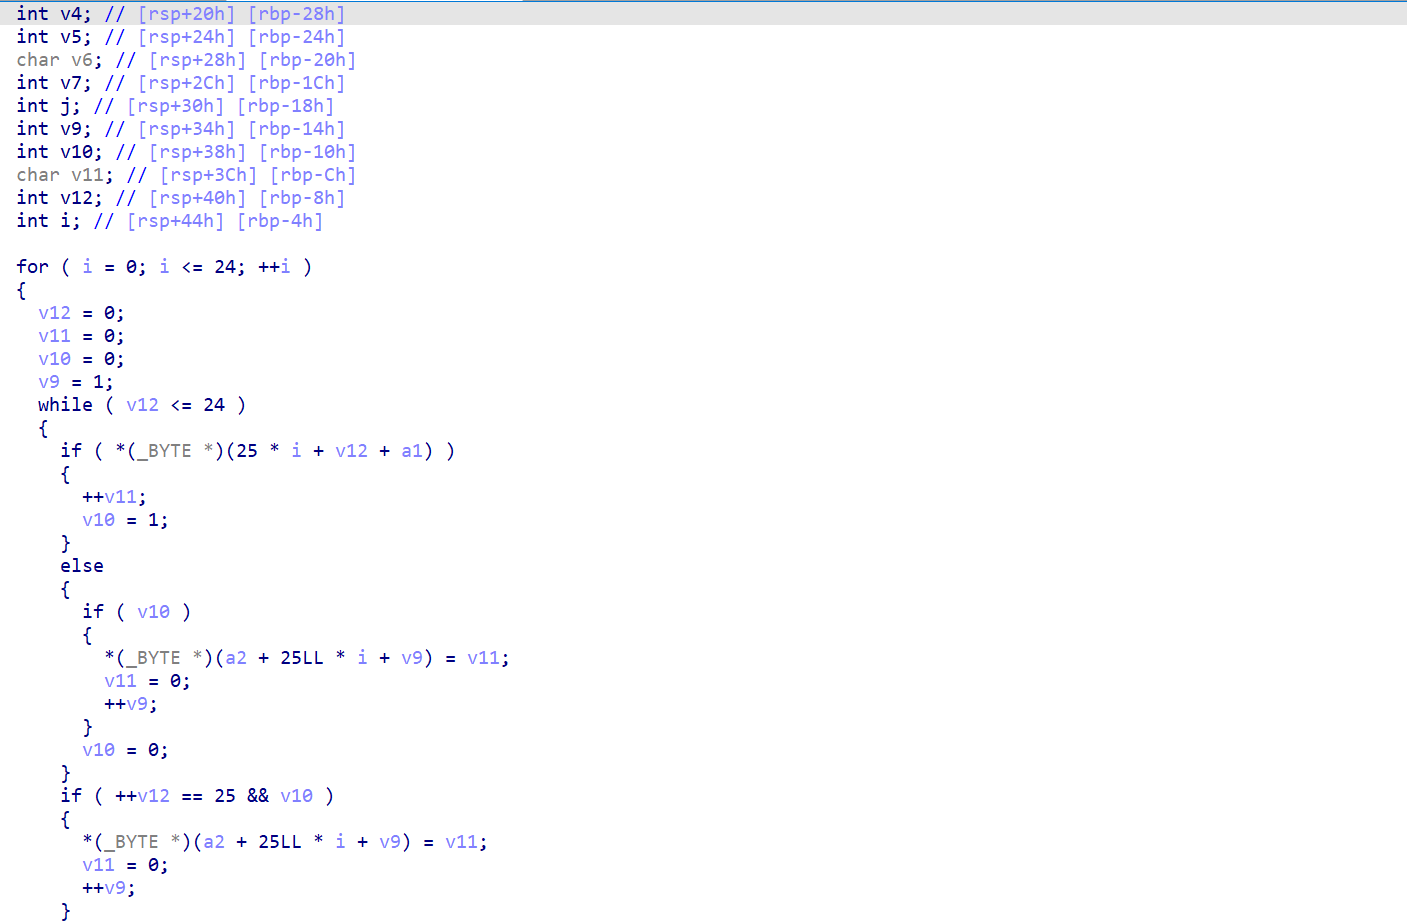 int v4; // [rsp+20h] [rbp-28h]
int v5; // [rsp+24h] [rbp-24h]
char v6; // [rsp+28h] [rbp-20h]
int v7; // [rsp+2Ch] [rbp-1Ch]
int j; // [rsp+30h] [rbp-18h]
int v9; // [rsp+34h] [rbp-14h]
int v10; // [rsp+38h] [rbp-10h]
char v11; // [rsp+3Ch] [rbp-Ch]
int v12; // [rsp+40h] [rbp-8h]
int i; // [rsp+44h] [rbp-4h]

for ( i = 0; i <= 24; ++i )
{
  v12 = 0;
  v11 = 0;
  v10 = 0;
  v9 = 1;
  while ( v12 <= 24 )
  {
    if ( *(_BYTE *)(25 * i + v12 + a1) )
    {
      ++v11;
      v10 = 1;
    }
    else
    {
      if ( v10 )
      {
        *(_BYTE *)(a2 + 25LL * i + v9) = v11;
        v11 = 0;
        ++v9;
      }
      v10 = 0;
    }
    if ( ++v12 == 25 && v10 )
    {
      *(_BYTE *)(a2 + 25LL * i + v9) = v11;
      v11 = 0;
      ++v9;
    }